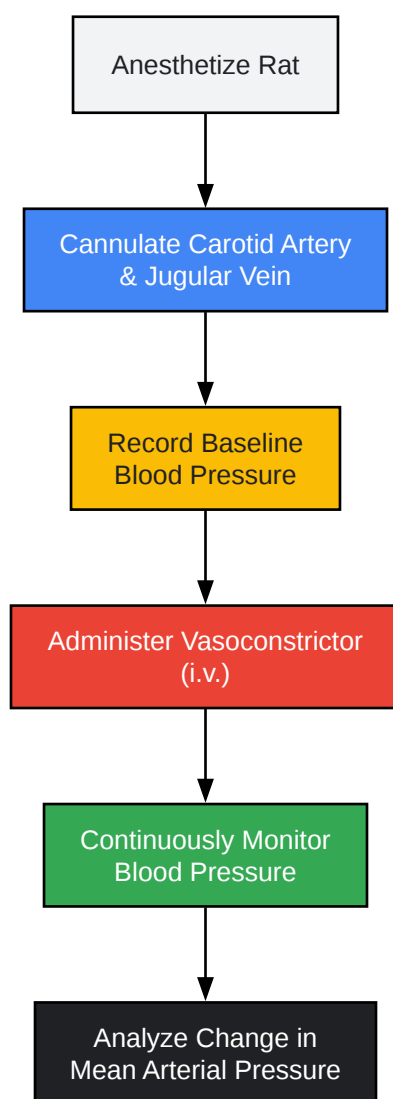 Anesthetize Rat
Cannulate Carotid Artery
& Jugular Vein
Record Baseline
Blood Pressure
Administer Vasoconstrictor
(i.v.)
Continuously Monitor
Blood Pressure
Analyze Change in
Mean Arterial Pressure